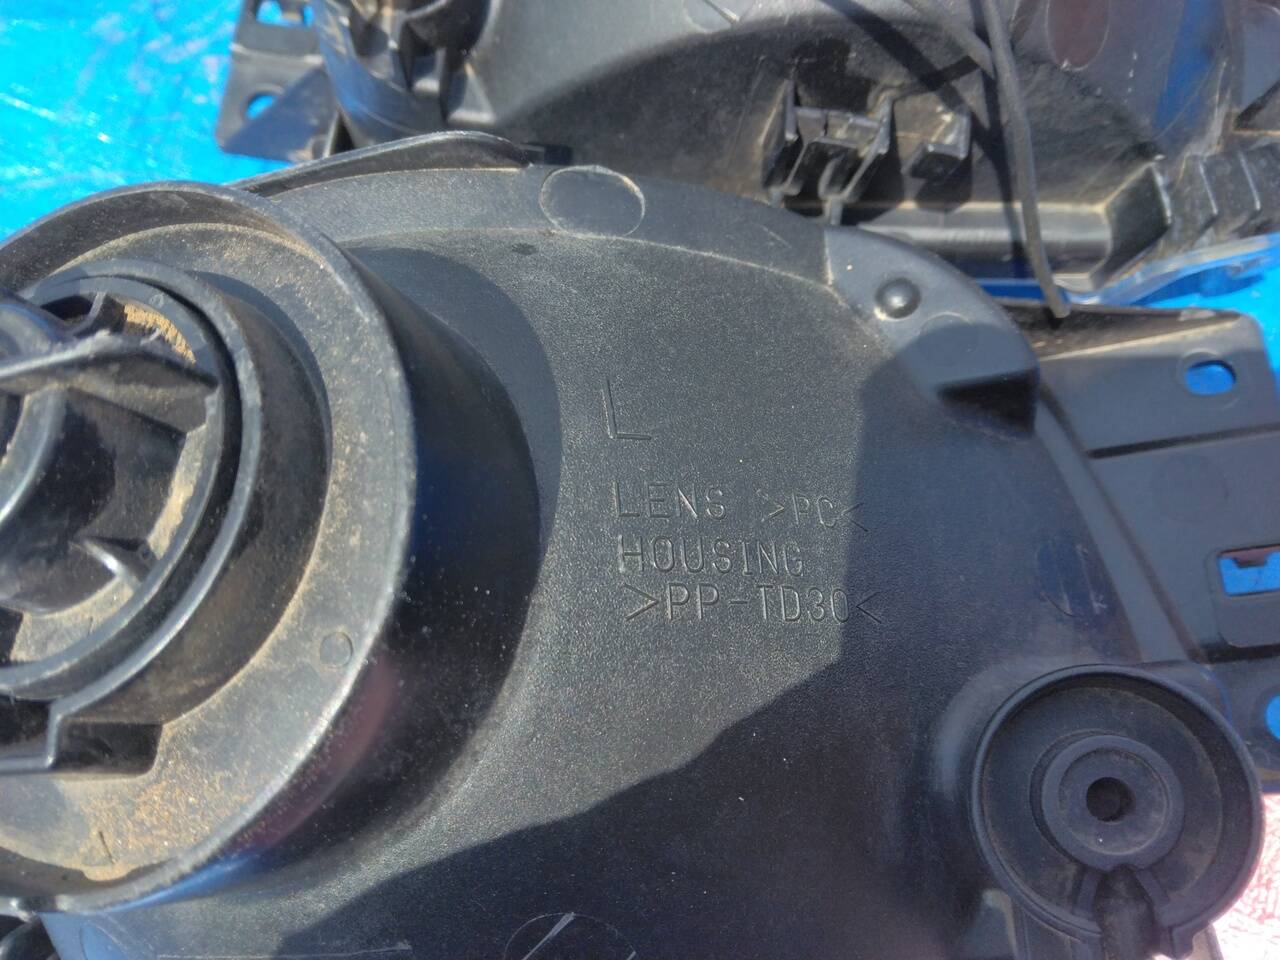 L
LENS >PC<
HOUSING
>PP-TD30<